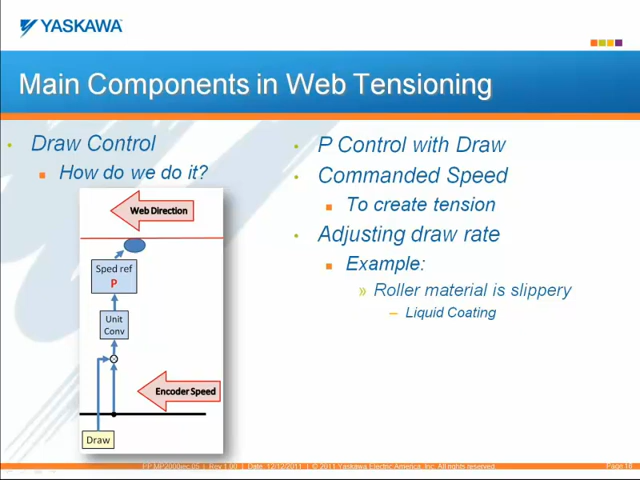 YASKAWA
Main Components in Web Tensioning
• Draw Control
■ How do we do it?
Web Direction
Sped ref
P
Unit
Conv
Encoder Speed
Draw
• P Control with Draw
• Commanded Speed
■ To create tension
• Adjusting draw rate
■ Example:
» Roller material is slippery
– Liquid Coating
PP.MP2000iec.05 | Rev 1.00 | Date: 12/12/2011 | © 2011 Yaskawa Electric America, Inc. All rights reserved.
Page 18